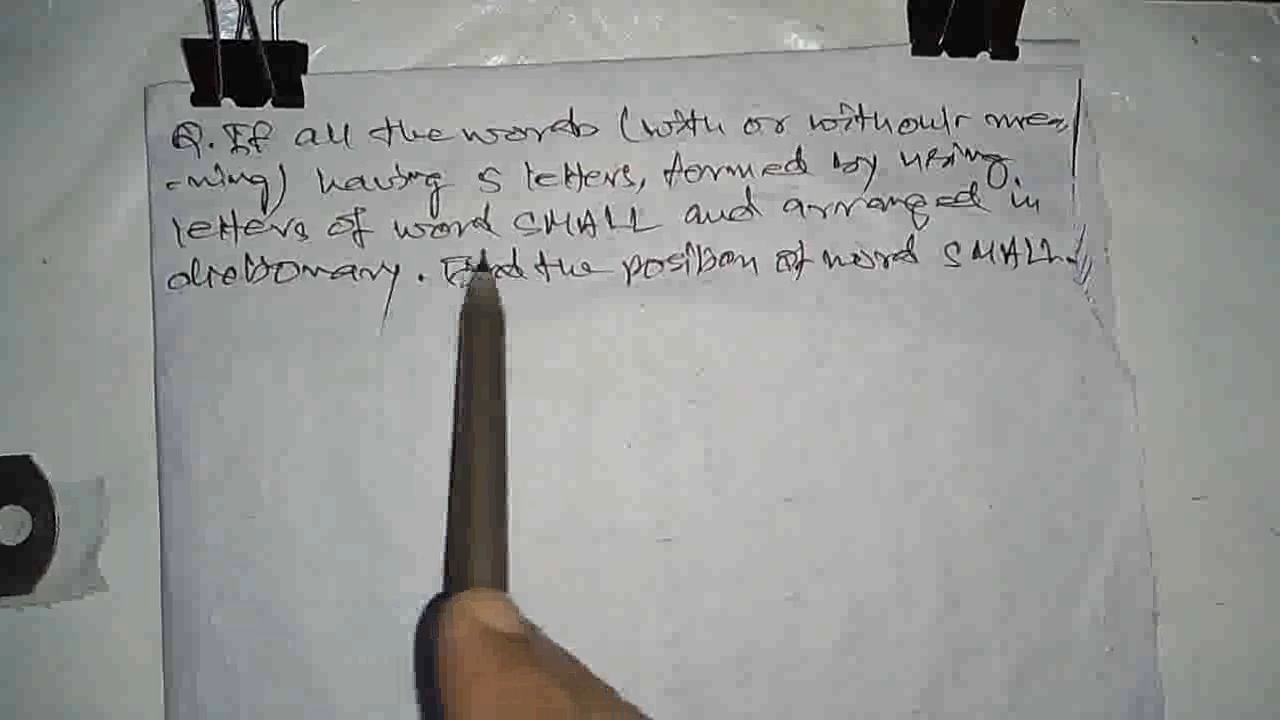 Q. If all the words (with or without mea-
-ning) having 5 letters, formed by using
letters of word SMALL and arranged in
dictionary. Find the position of word SMALL.